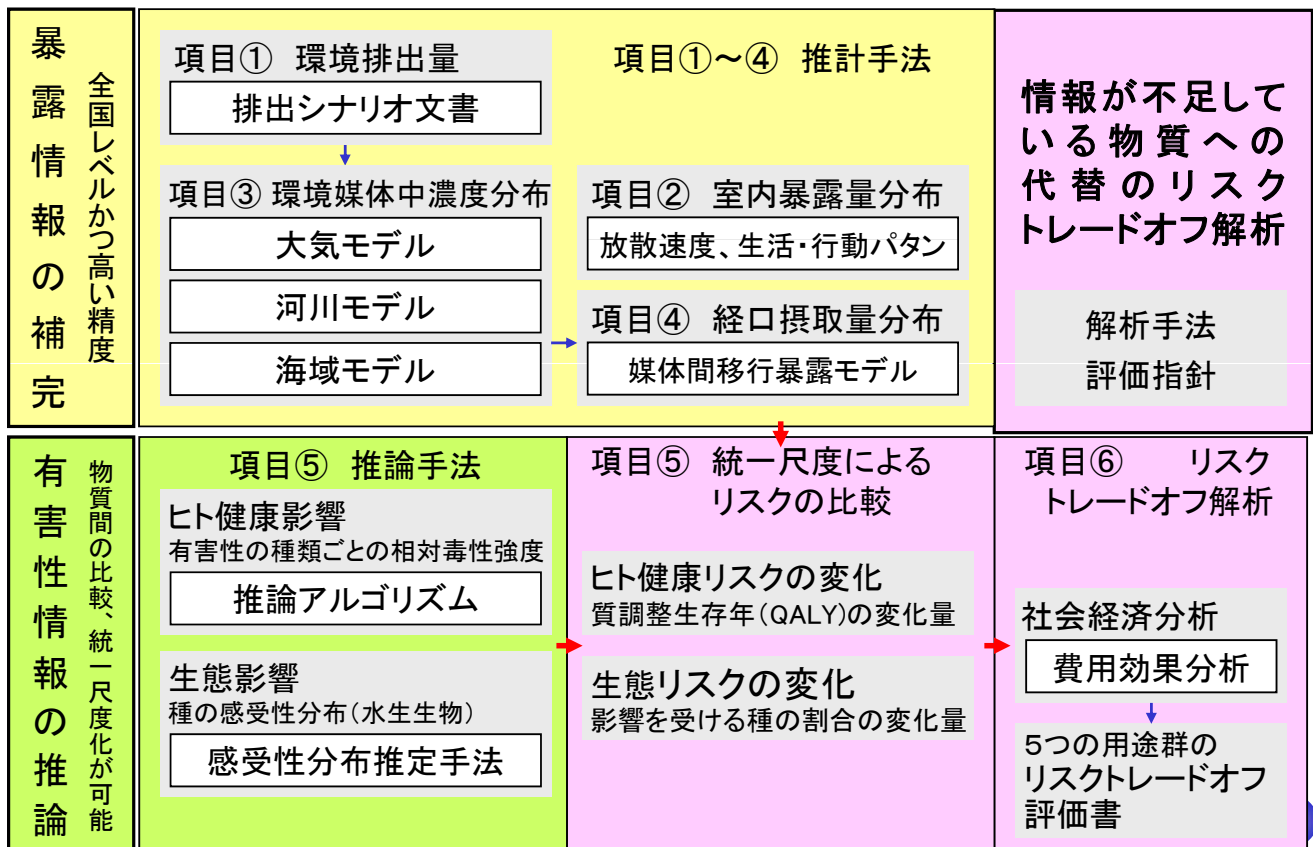 暴露情報の補完
全国レベルかつ高い精度
項目① 環境排出量
排出シナリオ文書
項目①～④ 推計手法
項目③ 環境媒体中濃度分布
大気モデル
河川モデル
海域モデル
項目② 室内暴露量分布
放散速度、生活・行動パタン
項目④ 経口摂取量分布
媒体間移行暴露モデル
情報が不足して
いる物質への
代替のリスク
トレードオフ解析
解析手法
評価指針
有害性情報の推論
物質間の比較、統一尺度化が可能
項目⑤ 推論手法
ヒト健康影響
有害性の種類ごとの相対毒性強度
推論アルゴリズム
生態影響
種の感受性分布（水生生物）
感受性分布推定手法
項目⑤ 統一尺度による
リスクの比較
ヒト健康リスクの変化
質調整生存年（QALY）の変化量
生態リスクの変化
影響を受ける種の割合の変化量
項目⑥ リスク
トレードオフ解析
社会経済分析
費用効果分析
5つの用途群の
リスクトレードオフ
評価書